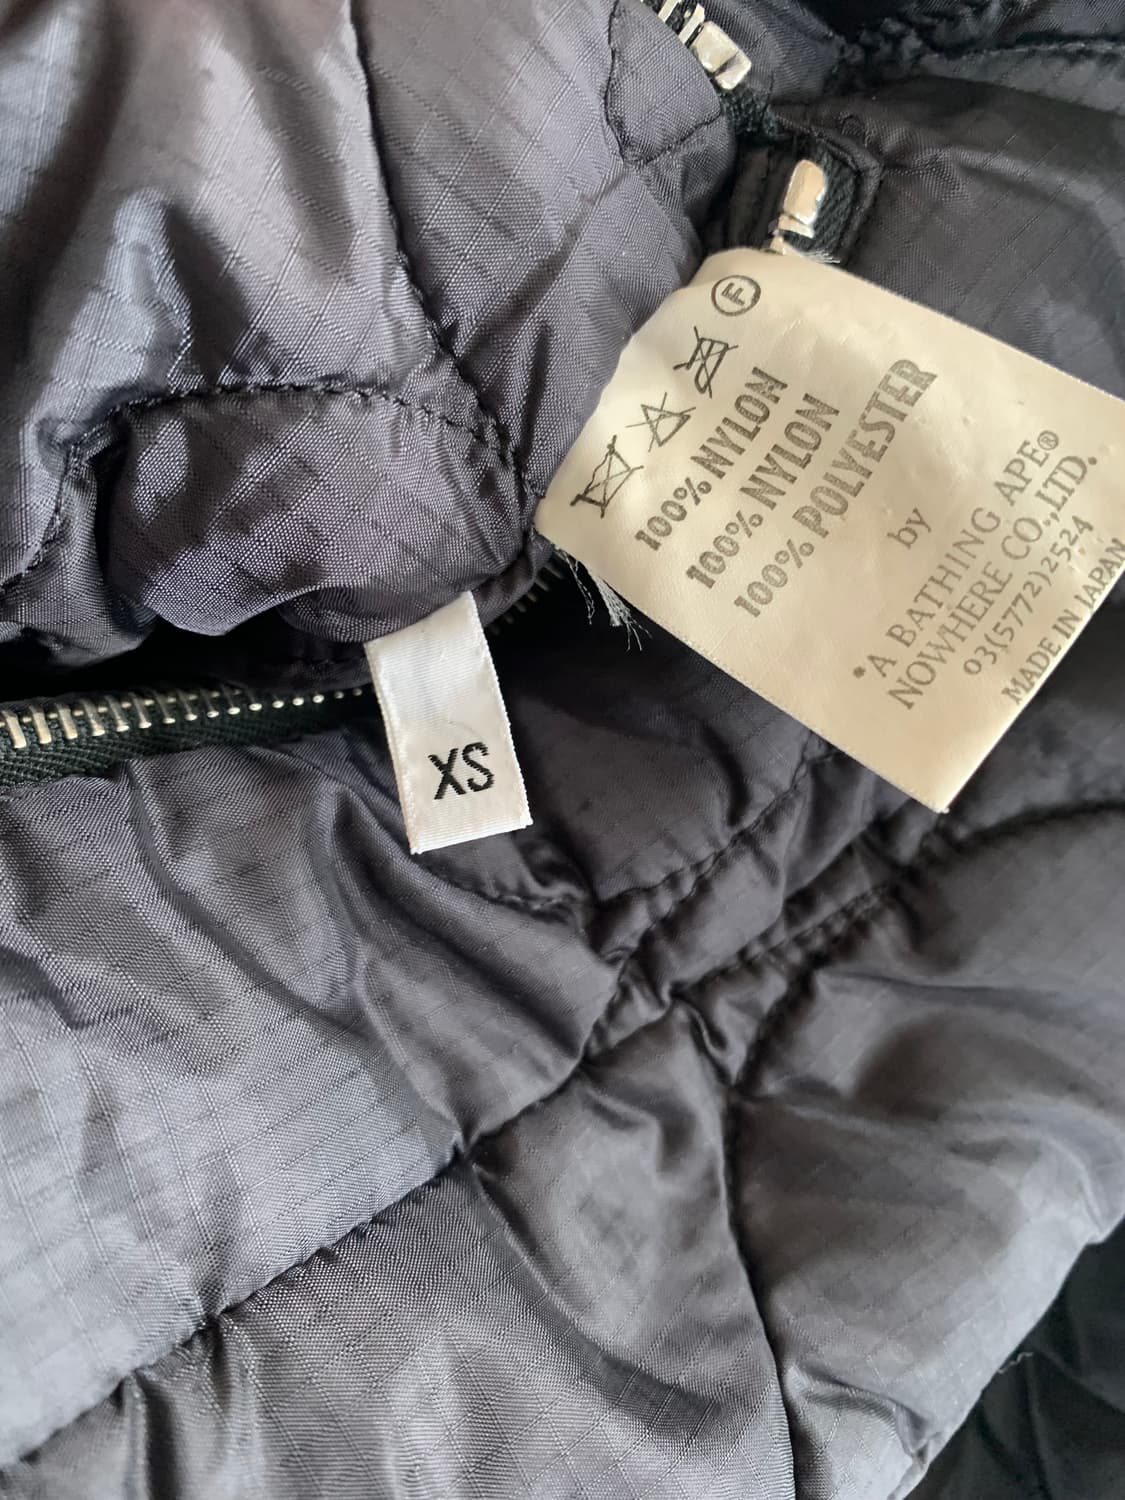 F
100% NYLON
100% NYLON
100% POLYESTER
by
*A BATHING APE®
NOWHERE CO.,LTD.
03(5772)2524
MADE IN JAPAN
XS